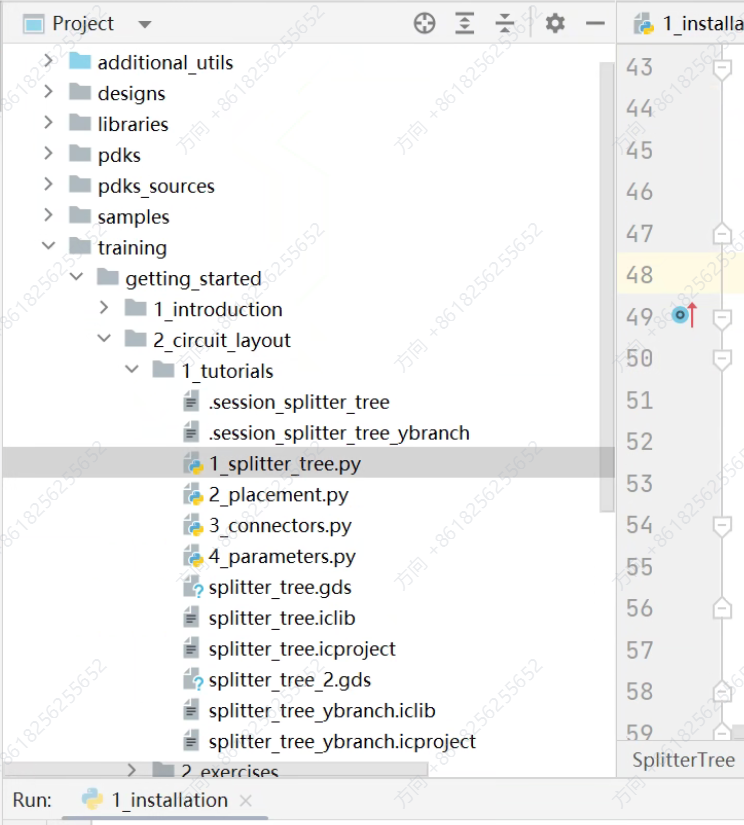 Project
1_installa
additional_utils
designs
libraries
pdks
pdks_sources
samples
training
getting_started
1_introduction
2_circuit_layout
1_tutorials
.session_splitter_tree
.session_splitter_tree_ybranch
1_splitter_tree.py
2_placement.py
3_connectors.py
4_parameters.py
splitter_tree.gds
splitter_tree.iclib
splitter_tree.icproject
splitter_tree_2.gds
splitter_tree_ybranch.iclib
splitter_tree_ybranch.icproject
2_exercises
43
44
45
46
47
48
49
50
51
52
53
54
55
56
57
58
59
SplitterTree
Run:
1_installation
方向 +8618256255652